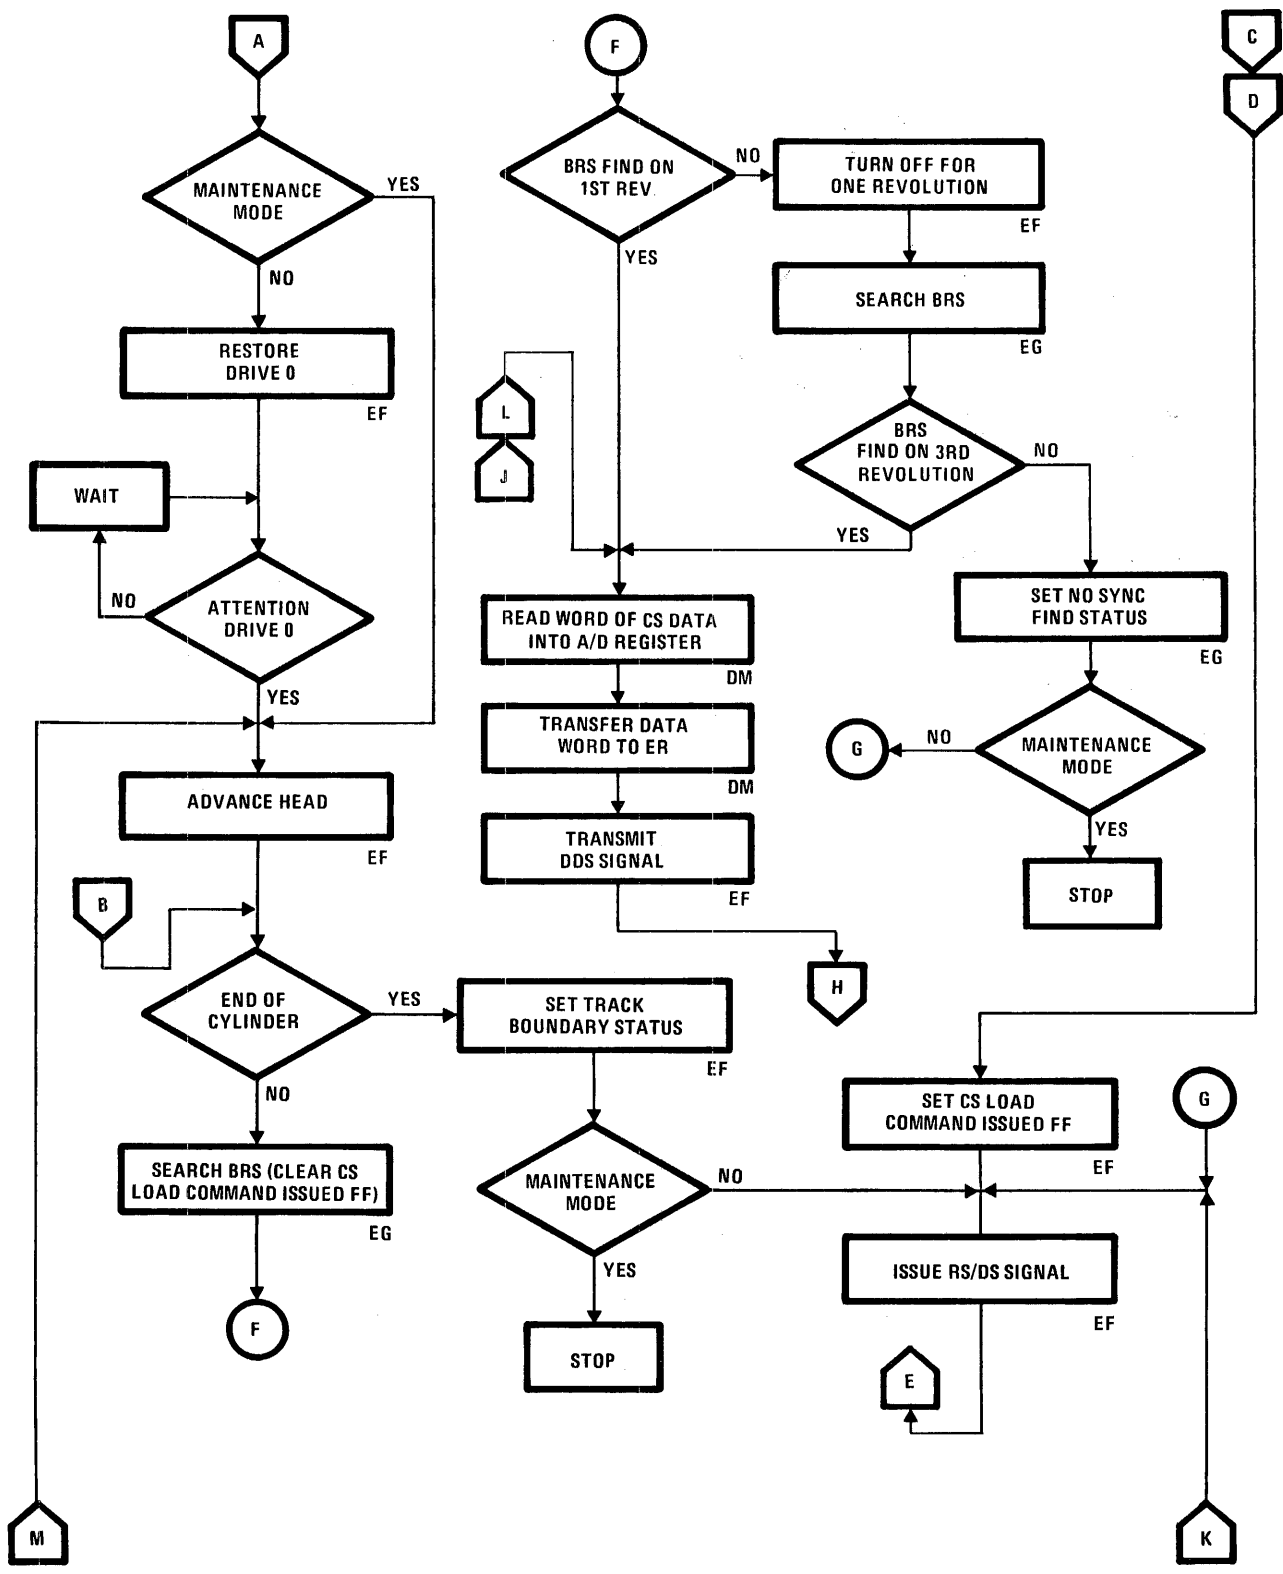 A
MAINTENANCE
MODE
YES
NO
RESTORE
DRIVE 0
EF
WAIT
NO
ATTENTION
DRIVE 0
YES
ADVANCE HEAD
EF
B
END OF
CYLINDER
YES
NO
SEARCH BRS (CLEAR CS
LOAD COMMAND ISSUED FF)
EG
F
M
F
BRS FIND ON
1ST REV.
NO
YES
TURN OFF FOR
ONE REVOLUTION
EF
SEARCH BRS
EG
L
J
BRS
FIND ON 3RD
REVOLUTION
NO
YES
READ WORD OF CS DATA
INTO A/D REGISTER
DM
TRANSFER DATA
WORD TO ER
DM
TRANSMIT
DDS SIGNAL
EF
H
SET NO SYNC
FIND STATUS
EG
MAINTENANCE
MODE
NO
G
YES
STOP
SET TRACK
BOUNDARY STATUS
EF
MAINTENANCE
MODE
NO
YES
STOP
C
D
SET CS LOAD
COMMAND ISSUED FF
EF
G
ISSUE RS/DS SIGNAL
EF
E
K